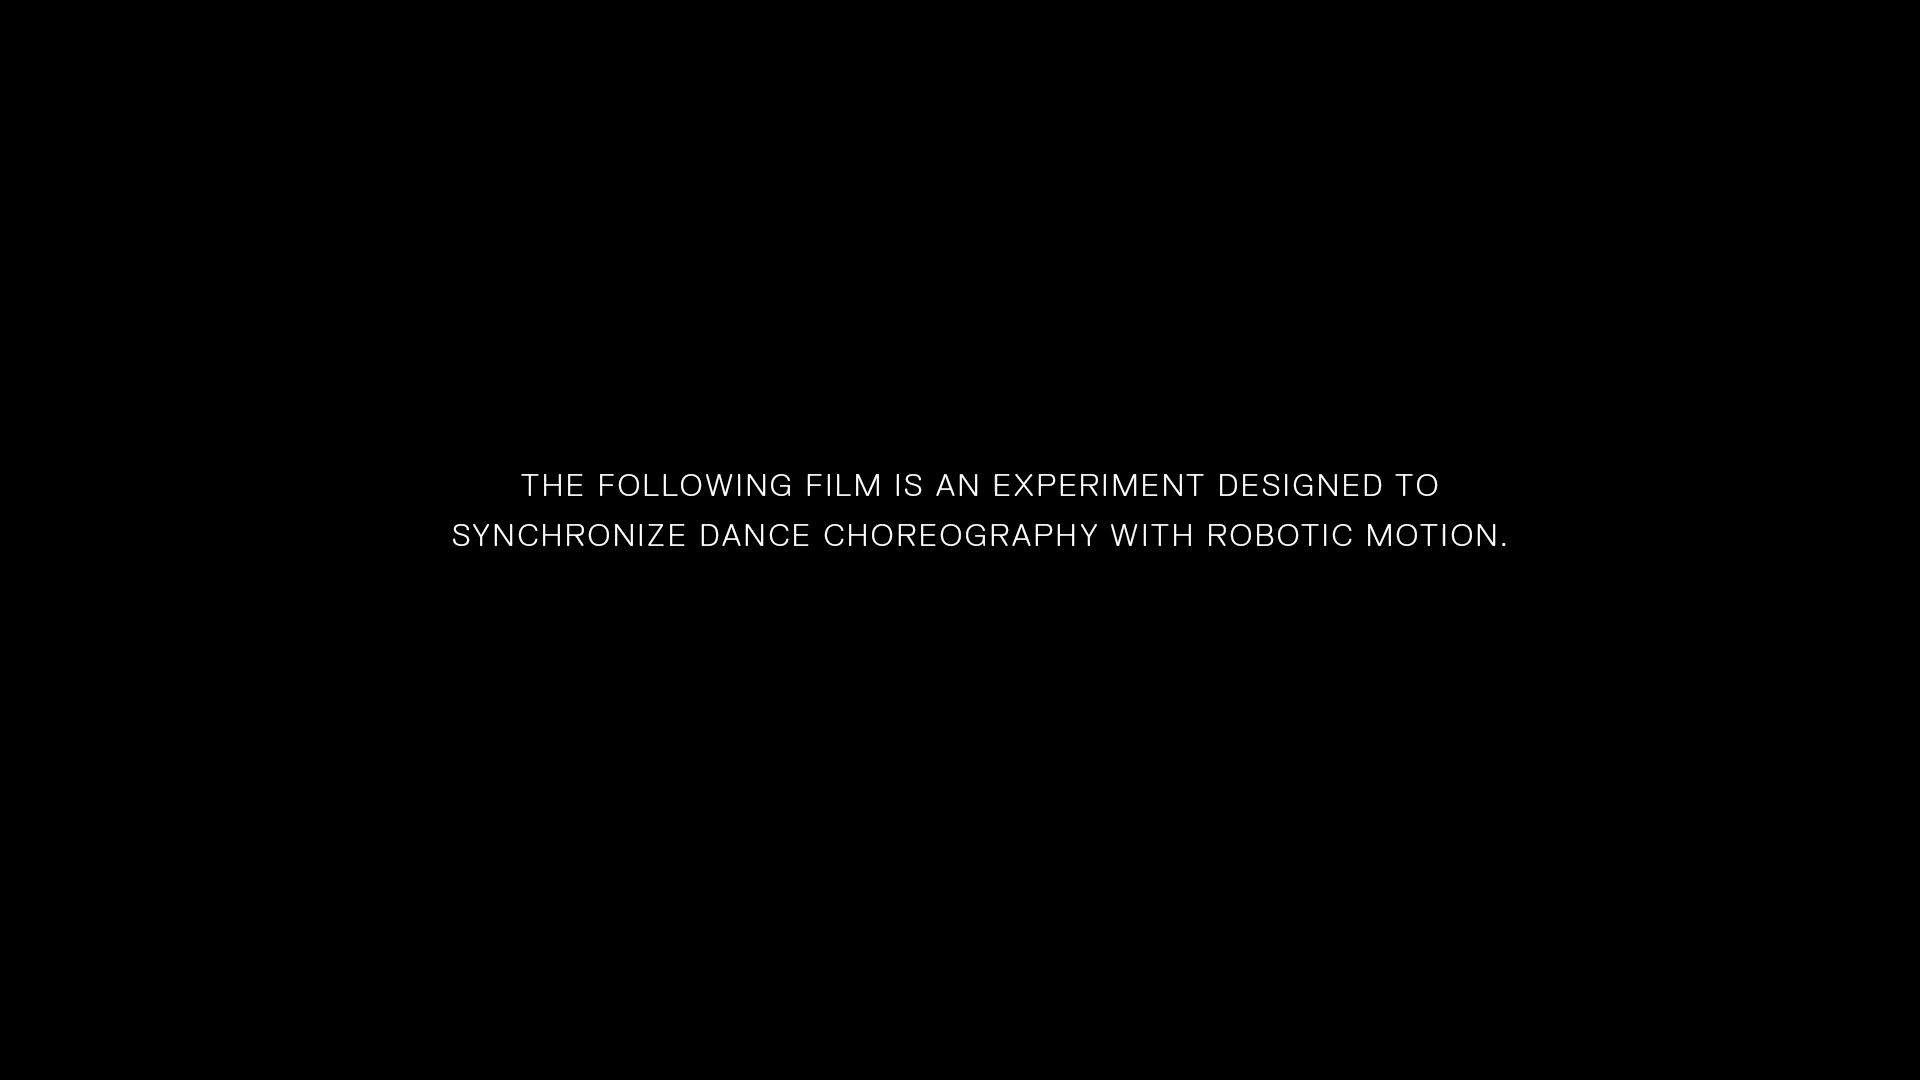 THE FOLLOWING FILM IS AN EXPERIMENT DESIGNED TO
SYNCHRONIZE DANCE CHOREOGRAPHY WITH ROBOTIC MOTION.